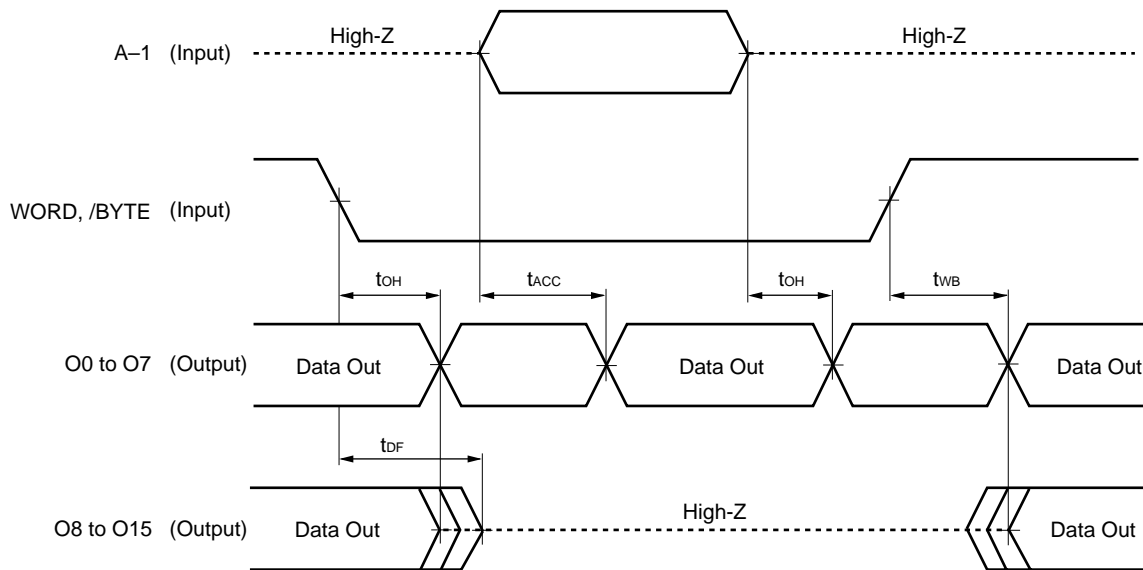 High-Z
High-Z
A–1 (Input)
WORD, /BYTE (Input)
tOH
tACC
tOH
tWB
O0 to O7 (Output)
Data Out
Data Out
Data Out
tDF
High-Z
O8 to O15 (Output)
Data Out
Data Out